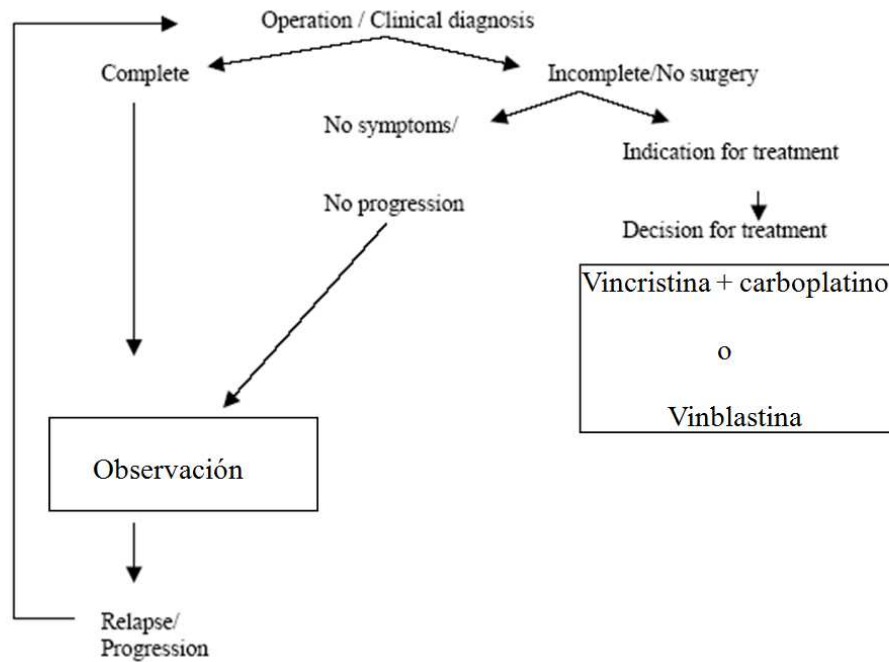 Operation / Clinical diagnosis
Complete
Incomplete/No surgery
No symptoms/
No progression
Indication for treatment
Decision for treatment
Vincristina + carboplatino
o
Vinblastina
Observación
Relapse/
Progression